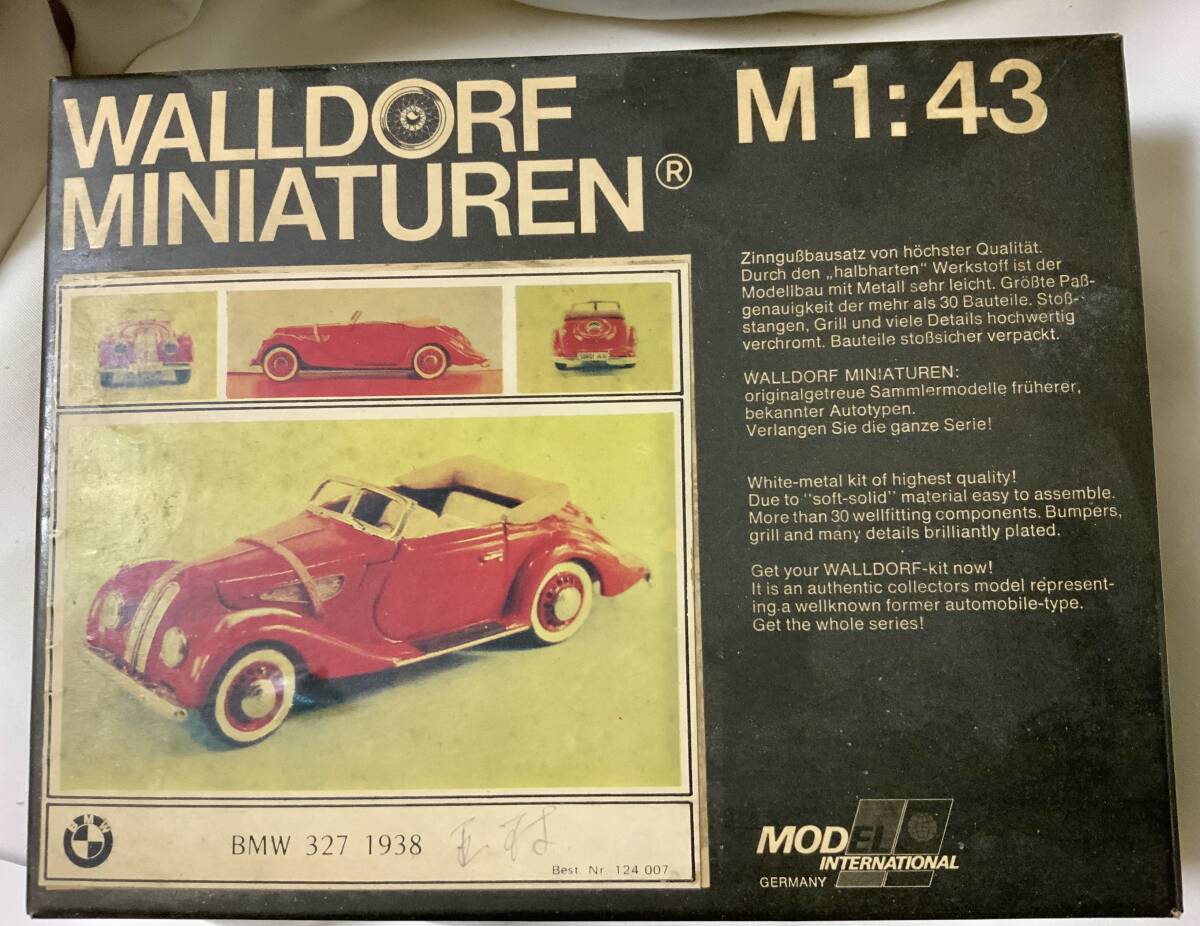 WALLDORF
MINIATUREN®
M 1:43
Zinngußbausatz von höchster Qualität.
Durch den „halbharten“ Werkstoff ist der
Modellbau mit Metall sehr leicht. Größte Paß-
genauigkeit der mehr als 30 Bauteile. Stoß-
stangen, Grill und viele Details hochwertig
verchromt. Bauteile stoßsicher verpackt.
WALLDORF MINIATUREN:
originalgetreue Sammlermodelle früherer,
bekannter Autotypen.
Verlangen Sie die ganze Serie!
White-metal kit of highest quality!
Due to "soft-solid" material easy to assemble.
More than 30 wellfitting components. Bumpers,
grill and many details brilliantly plated.
Get your WALLDORF-kit now!
It is an authentic collectors model represent-
ing a wellknown former automobile-type.
Get the whole series!
BMW
BMW 327 1938
Best. Nr. 124 007
MODEL
INTERNATIONAL
GERMANY